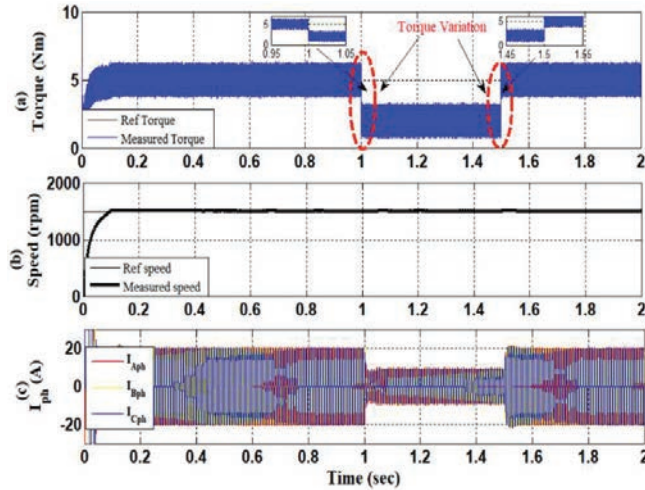 (a)
Torque (Nm)
10
5
0
5
0
0.95 1 1.05
Torque Variation
5
0
.45 1.5 1.55
Ref Torque
Measured Torque
0 0.2 0.4 0.6 0.8 1 1.2 1.4 1.6 1.8 2
(b)
Speed (rpm)
2000
1000
0
Ref speed
Measured speed
0 0.2 0.4 0.6 0.8 1 1.2 1.4 1.6 1.8 2
(c)
Iph (A)
20
0
-20
IAph
IBph
ICph
0 0.2 0.4 0.6 0.8 1 1.2 1.4 1.6 1.8 2
Time (sec)